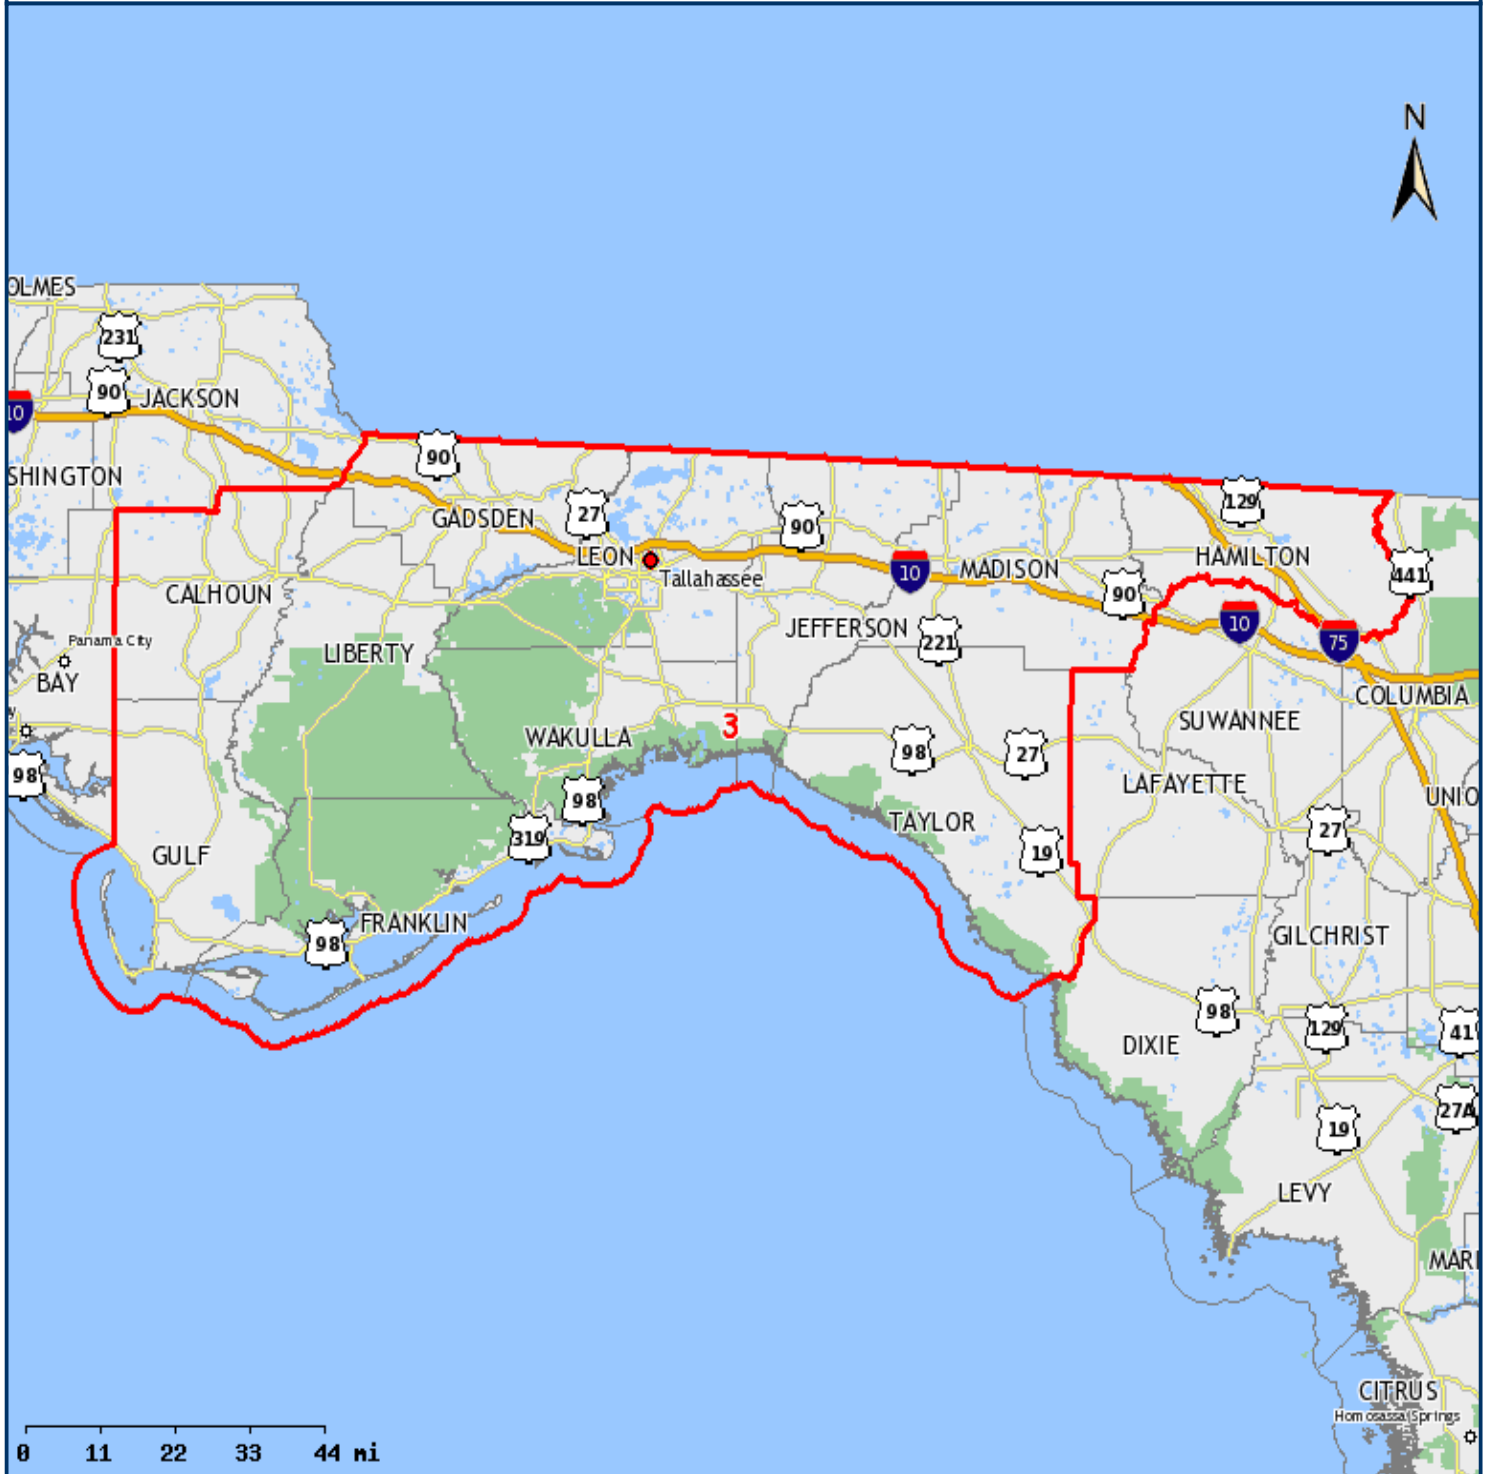 N
OLMES
231
90
JACKSON
10
SHINGTON
90
27
GADSDEN
LEON
Tallahassee
90
129
HAMILTON
10
MADISON
441
CALHOUN
90
JEFFERSON
221
10
75
Panama City
LIBERTY
BAY
COLUMBIA
y
SUWANNEE
3
WAKULLA
98
27
98
LAFAYETTE
UNIO
98
TAYLOR
319
19
27
GULF
FRANKLIN
98
GILCHRIST
98
129
41
DIXIE
27A
19
LEVY
MARI
CITRUS
Homosassa Springs
0 11 22 33 44 mi